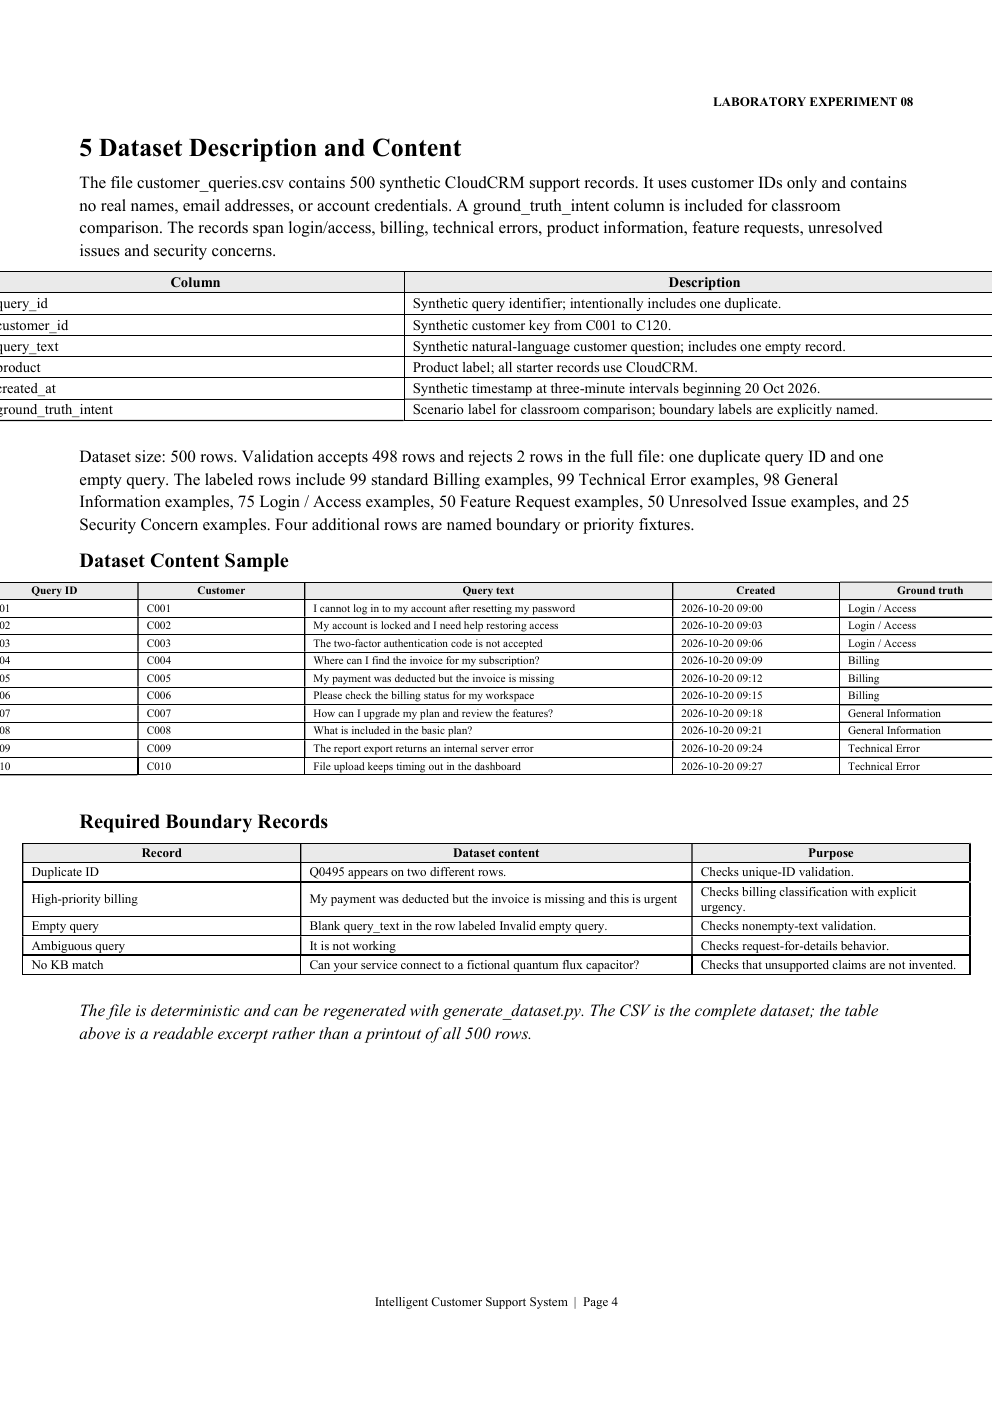 LABORATORY EXPERIMENT 08
5 Dataset Description and Content
The file customer_queries.csv contains 500 synthetic CloudCRM support records. It uses customer IDs only and contains
no real names, email addresses, or account credentials. A ground_truth_intent column is included for classroom
comparison. The records span login/access, billing, technical errors, product information, feature requests, unresolved
issues and security concerns.
Column Description
query_id Synthetic query identifier; intentionally includes one duplicate.
customer_id Synthetic customer key from C001 to C120.
query_text Synthetic natural-language customer question; includes one empty record.
product Product label; all starter records use CloudCRM.
created_at Synthetic timestamp at three-minute intervals beginning 20 Oct 2026.
ground_truth_intent Scenario label for classroom comparison; boundary labels are explicitly named.
Dataset size: 500 rows. Validation accepts 498 rows and rejects 2 rows in the full file: one duplicate query ID and one
empty query. The labeled rows include 99 standard Billing examples, 99 Technical Error examples, 98 General
Information examples, 75 Login / Access examples, 50 Feature Request examples, 50 Unresolved Issue examples, and 25
Security Concern examples. Four additional rows are named boundary or priority fixtures.
Dataset Content Sample
Query ID Customer Query text Created Ground truth
01 C001 I cannot log in to my account after resetting my password 2026-10-20 09:00 Login / Access
02 C002 My account is locked and I need help restoring access 2026-10-20 09:03 Login / Access
03 C003 The two-factor authentication code is not accepted 2026-10-20 09:06 Login / Access
04 C004 Where can I find the invoice for my subscription? 2026-10-20 09:09 Billing
05 C005 My payment was deducted but the invoice is missing 2026-10-20 09:12 Billing
06 C006 Please check the billing status for my workspace 2026-10-20 09:15 Billing
07 C007 How can I upgrade my plan and review the features? 2026-10-20 09:18 General Information
08 C008 What is included in the basic plan? 2026-10-20 09:21 General Information
09 C009 The report export returns an internal server error 2026-10-20 09:24 Technical Error
10 C010 File upload keeps timing out in the dashboard 2026-10-20 09:27 Technical Error
Required Boundary Records
Record Dataset content Purpose
Duplicate ID Q0495 appears on two different rows. Checks unique-ID validation.
High-priority billing My payment was deducted but the invoice is missing and this is urgent Checks billing classification with explicit
urgency.
Empty query Blank query_text in the row labeled Invalid empty query. Checks nonempty-text validation.
Ambiguous query It is not working Checks request-for-details behavior.
No KB match Can your service connect to a fictional quantum flux capacitor? Checks that unsupported claims are not invented.
The file is deterministic and can be regenerated with generate_dataset.py. The CSV is the complete dataset; the table
above is a readable excerpt rather than a printout of all 500 rows.
Intelligent Customer Support System | Page 4